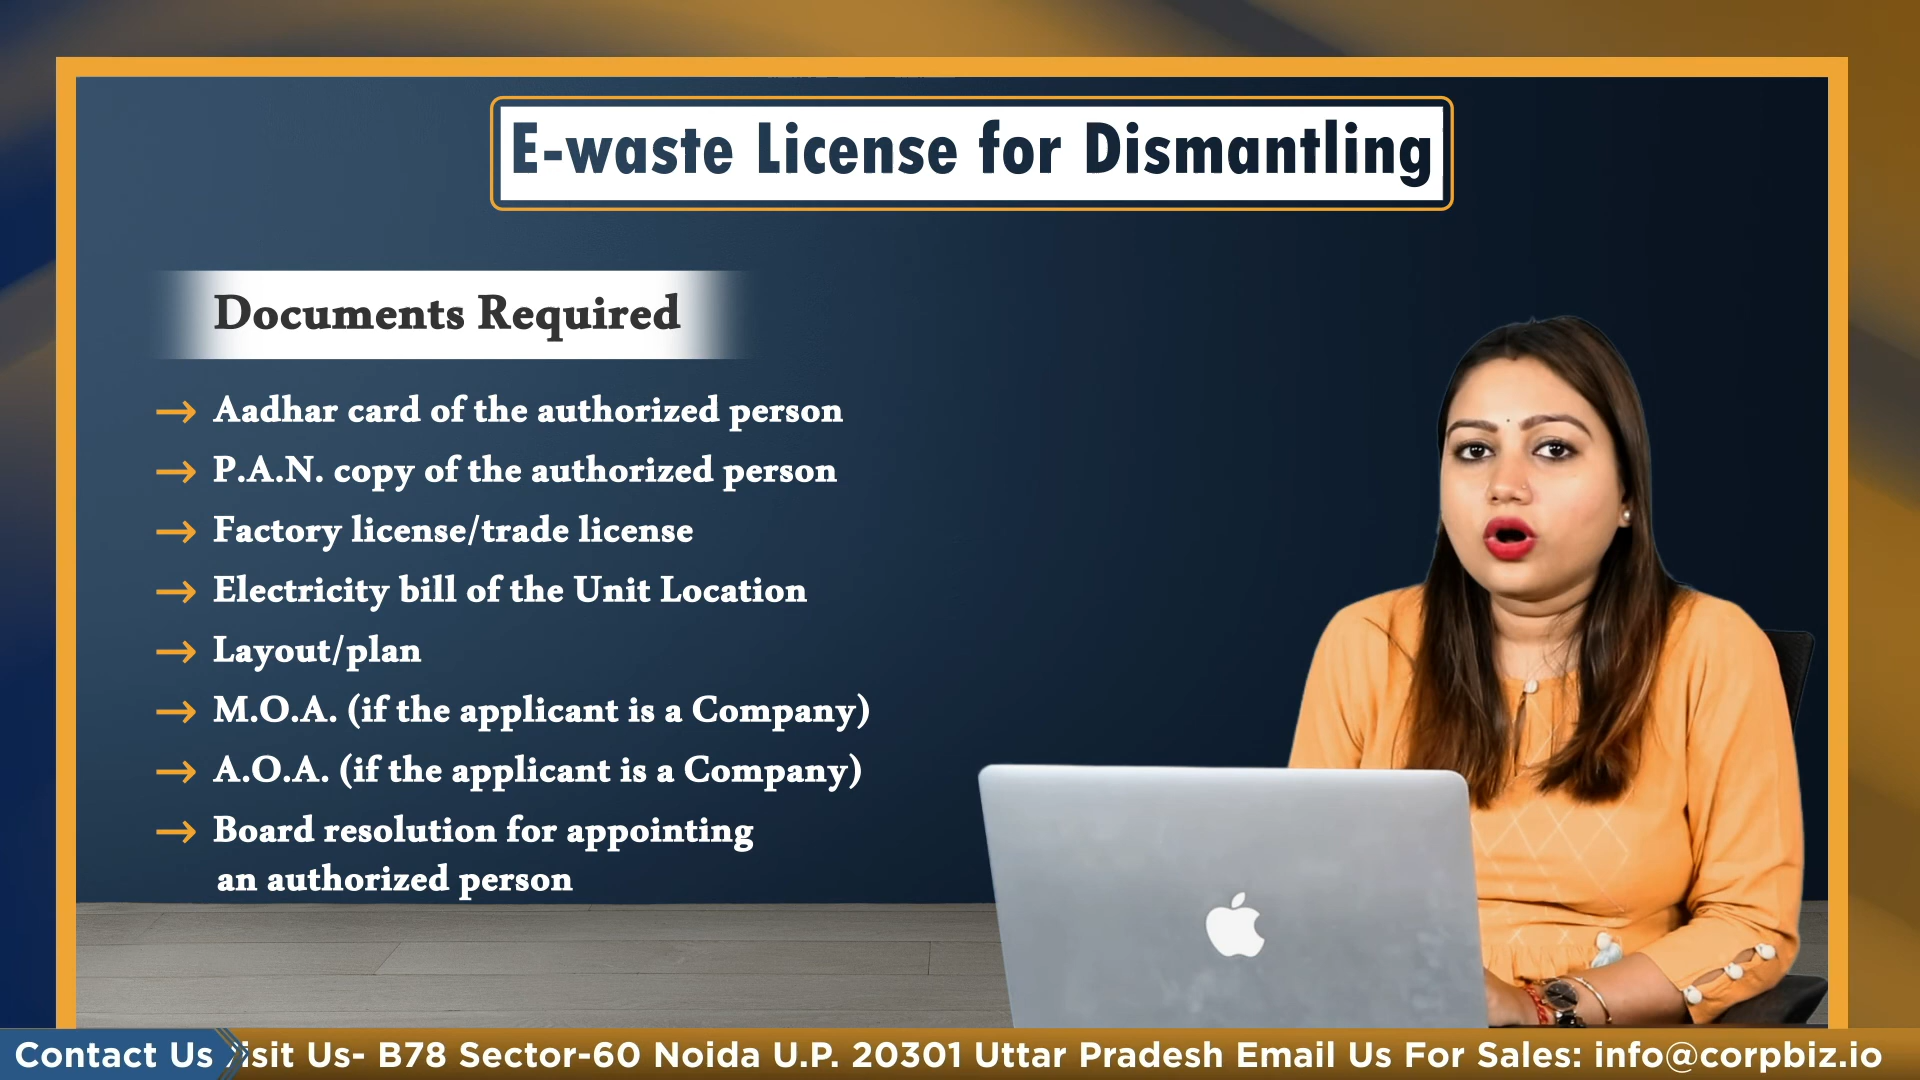 E-waste License for Dismantling
Documents Required
→ Aadhar card of the authorized person
→ P.A.N. copy of the authorized person
→ Factory license/trade license
→ Electricity bill of the Unit Location
→ Layout/plan
→ M.O.A. (if the applicant is a Company)
→ A.O.A. (if the applicant is a Company)
→ Board resolution for appointing
an authorized person
Contact Us isit Us- B78 Sector-60 Noida U.P. 20301 Uttar Pradesh Email Us For Sales: info@corpbiz.io